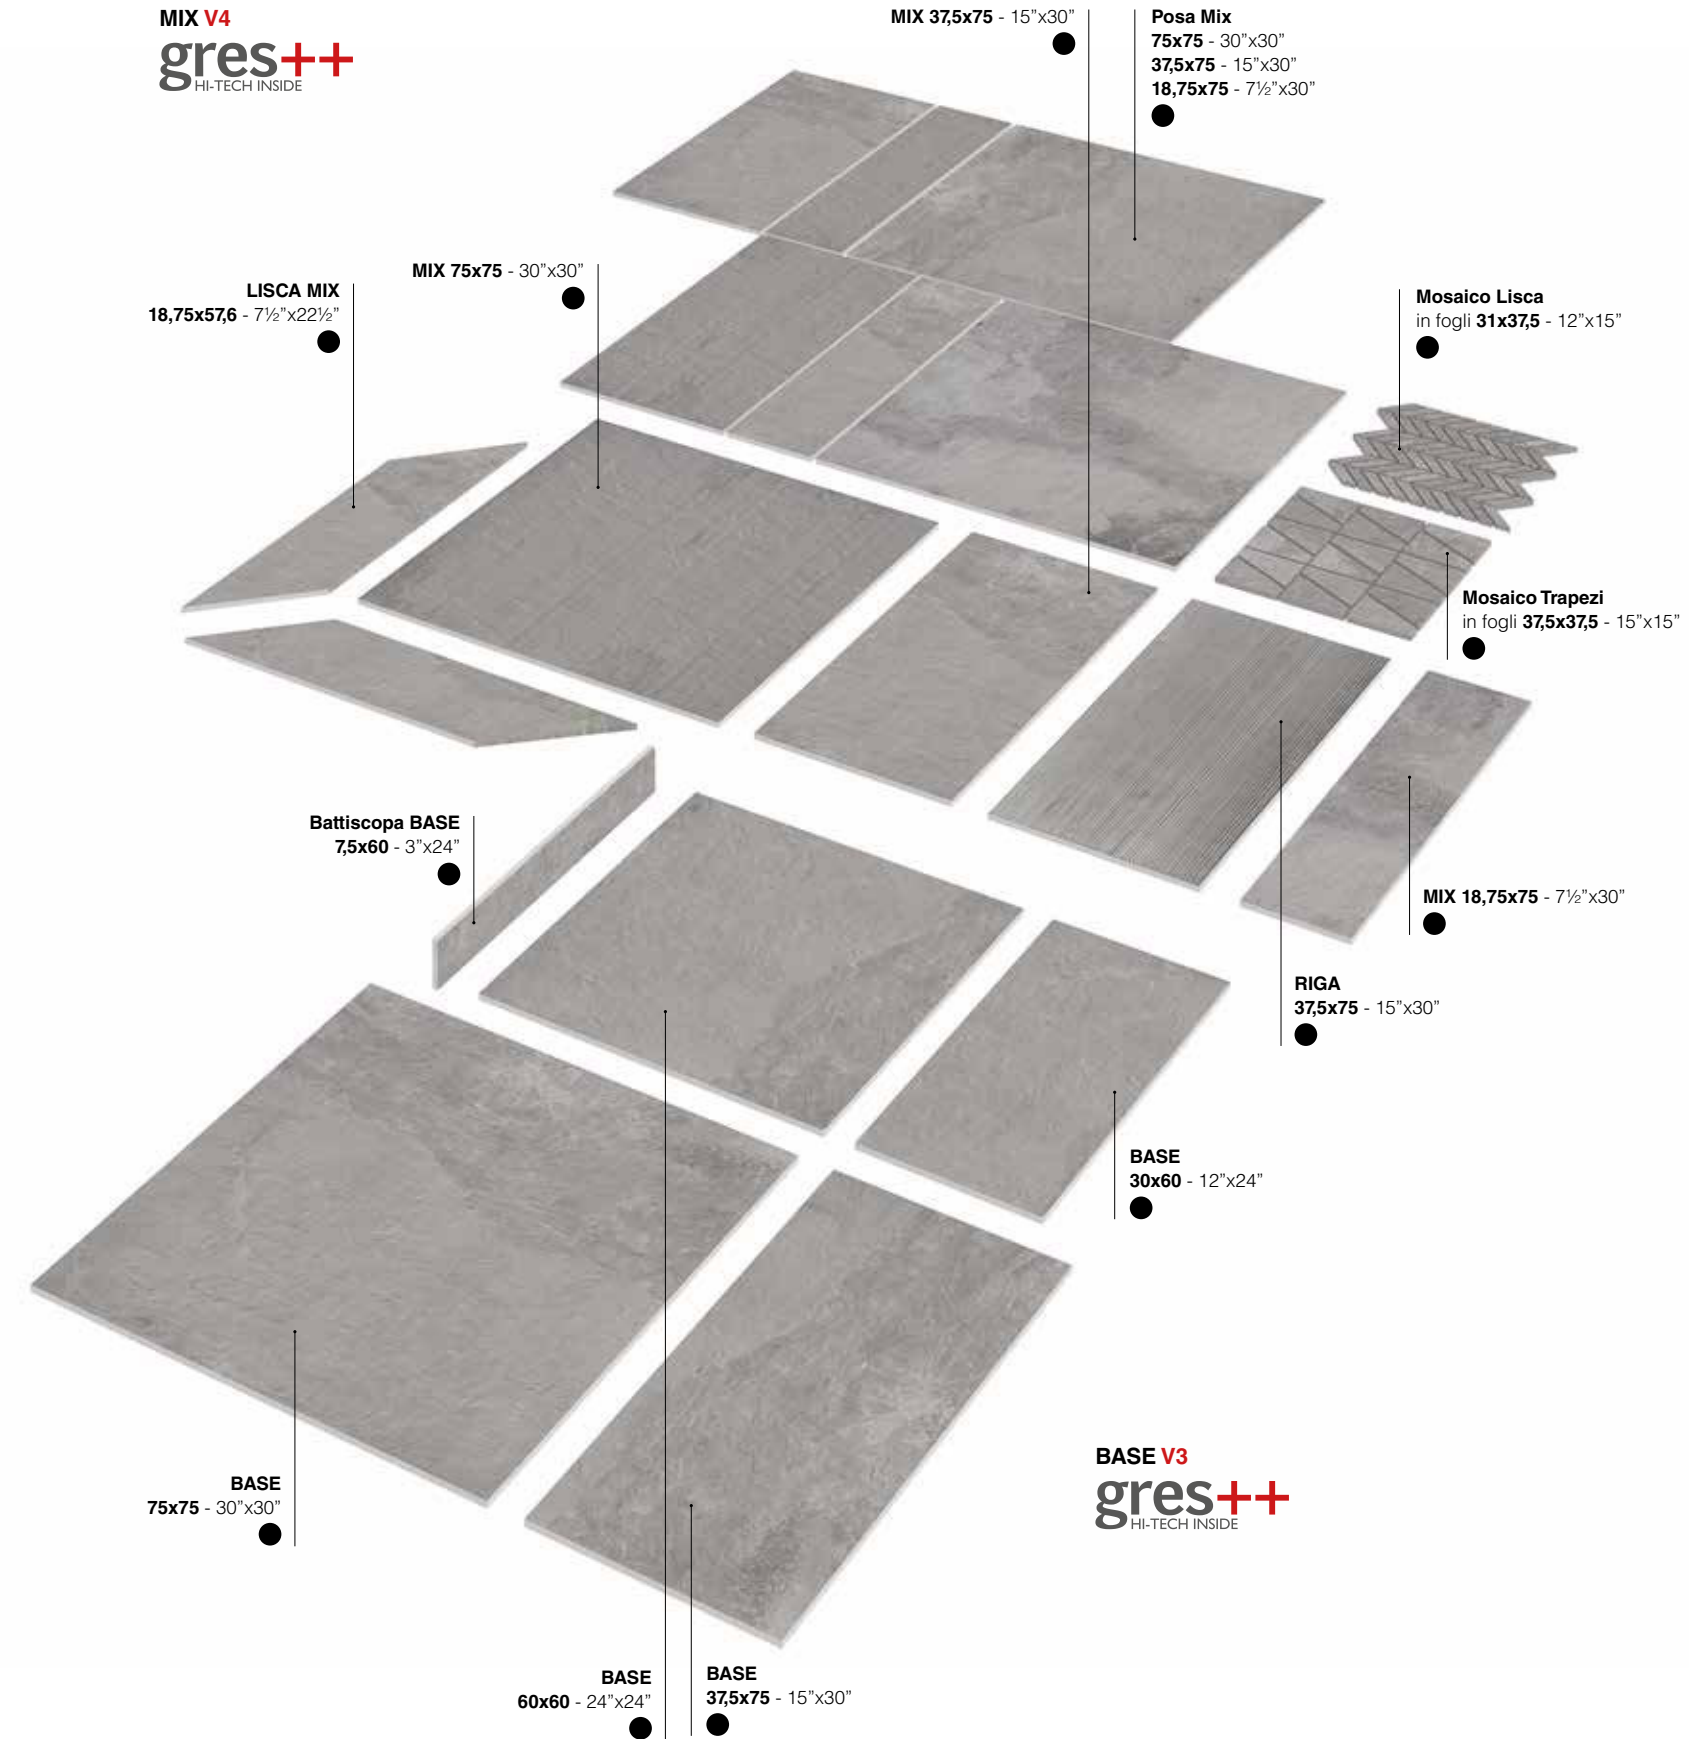 MIX V4
gres++
HI-TECH INSIDE
MIX 37,5x75 - 15”x30”
Posa Mix
75x75 - 30”x30”
37,5x75 - 15”x30”
18,75x75 - 7½”x30”
MIX 75x75 - 30”x30”
LISCA MIX
18,75x57,6 - 7½”x22½”
Mosaico Lisca
in fogli 31x37,5 - 12”x15”
Mosaico Trapezi
in fogli 37,5x37,5 - 15”x15”
Battiscopa BASE
7,5x60 - 3”x24”
MIX 18,75x75 - 7½”x30”
RIGA
37,5x75 - 15”x30”
BASE
30x60 - 12”x24”
BASE V3
gres++
HI-TECH INSIDE
BASE
75x75 - 30”x30”
BASE
60x60 - 24”x24”
BASE
37,5x75 - 15”x30”